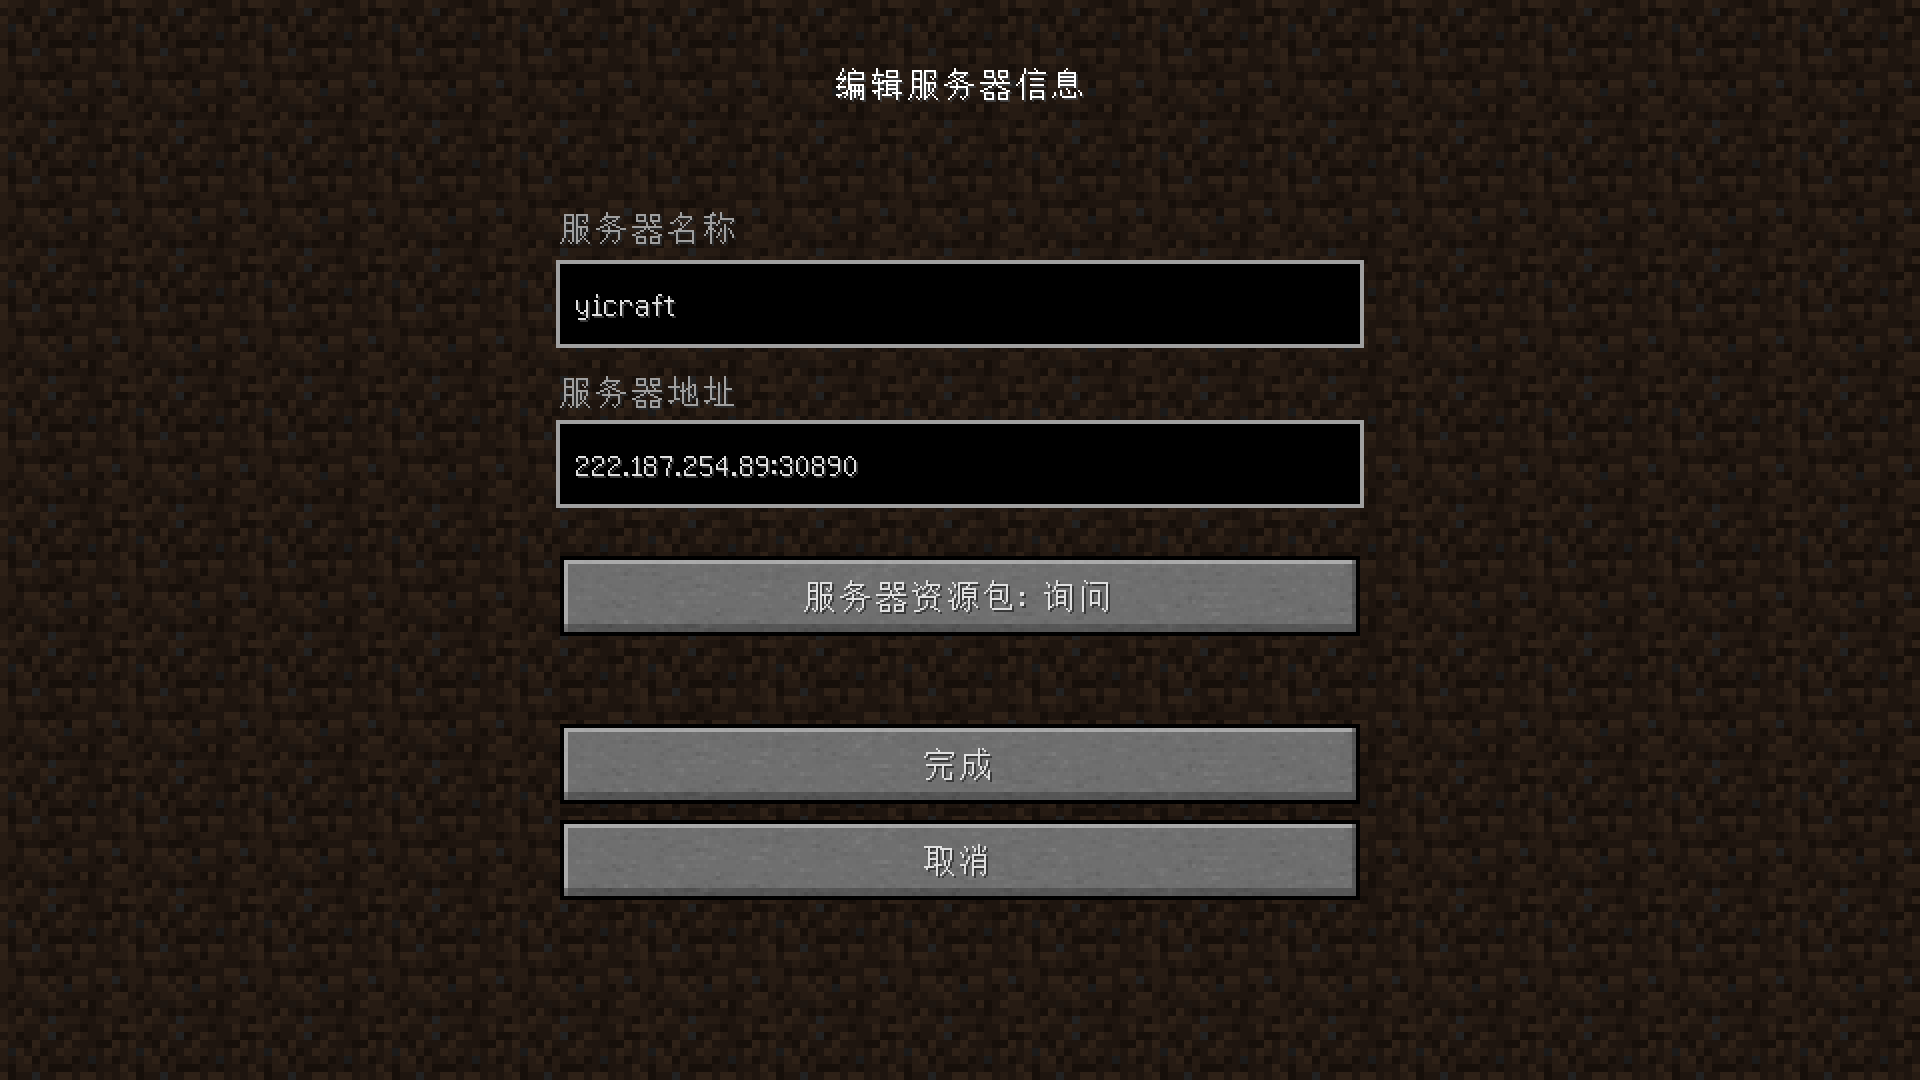 编辑服务器信息
服务器名称
yicraft
服务器地址
222.187.254.89:30890
服务器资源包: 询问
完成
取消